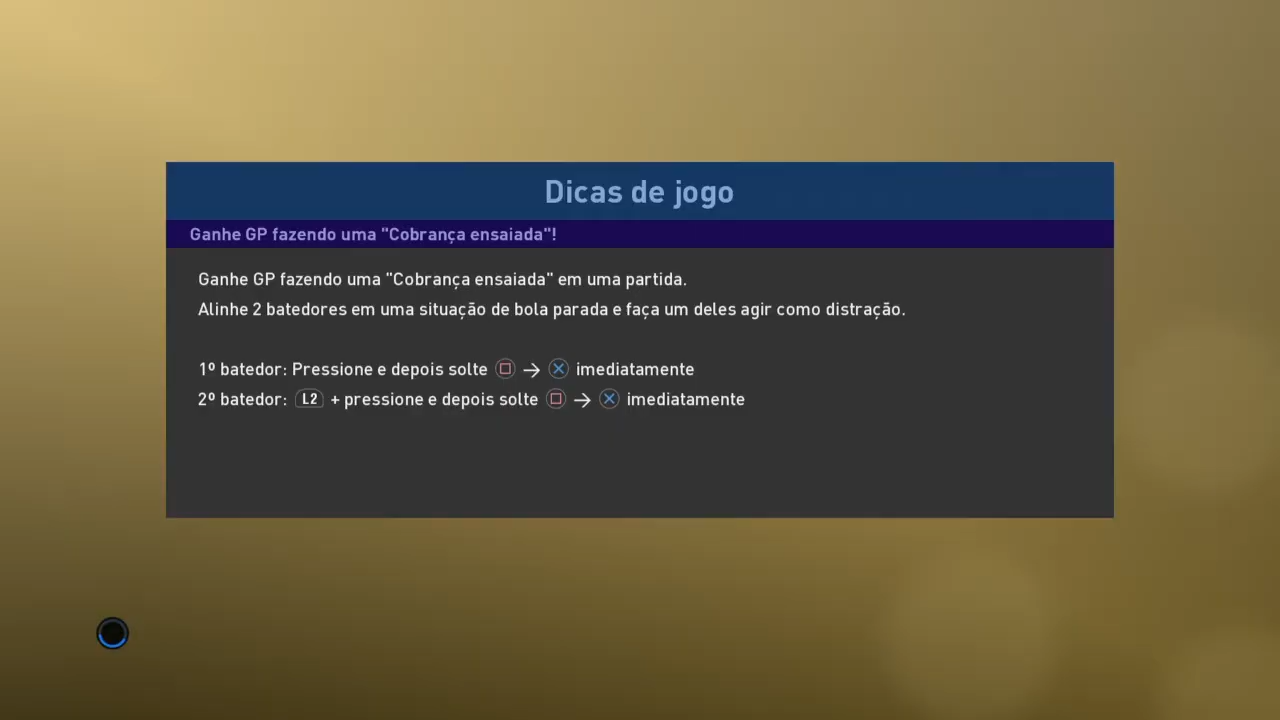 Dicas de jogo
Ganhe GP fazendo uma "Cobrança ensaiada"!
Ganhe GP fazendo uma "Cobrança ensaiada" em uma partida.
Alinhe 2 batedores em uma situação de bola parada e faça um deles agir como distração.
1º batedor: Pressione e depois solte □ → ✕ imediatamente
2º batedor: L2 + pressione e depois solte □ → ✕ imediatamente